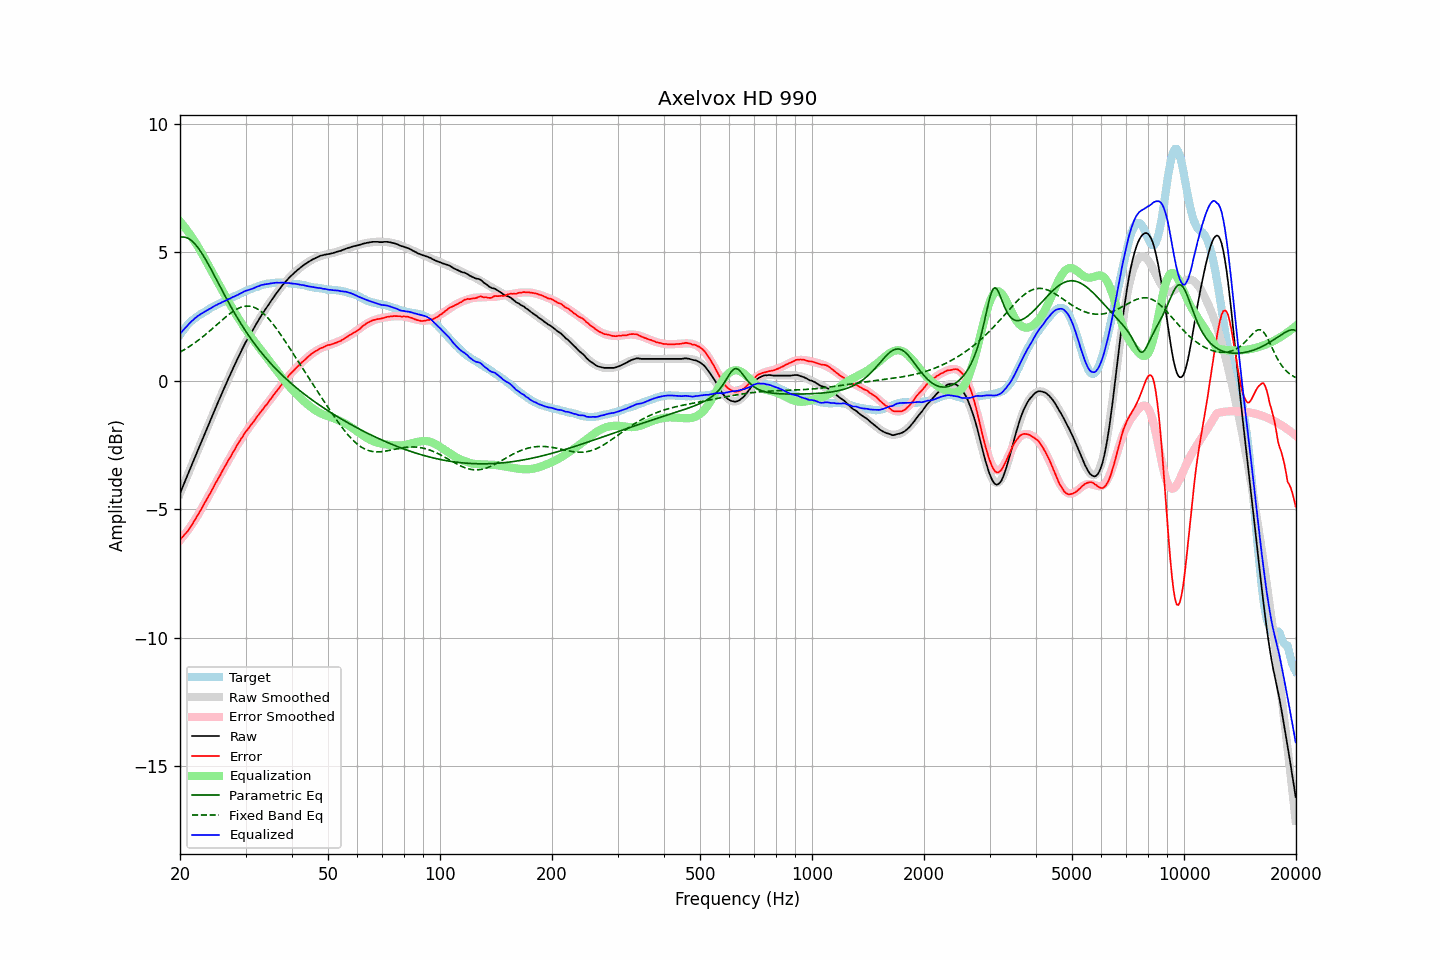 Axelvox HD 990
Amplitude (dBr)
10
5
0
−5
−10
−15
Target
Raw Smoothed
Error Smoothed
Raw
Error
Equalization
Parametric Eq
Fixed Band Eq
Equalized
20 50 100 200 500 1000 2000 5000 10000 20000
Frequency (Hz)